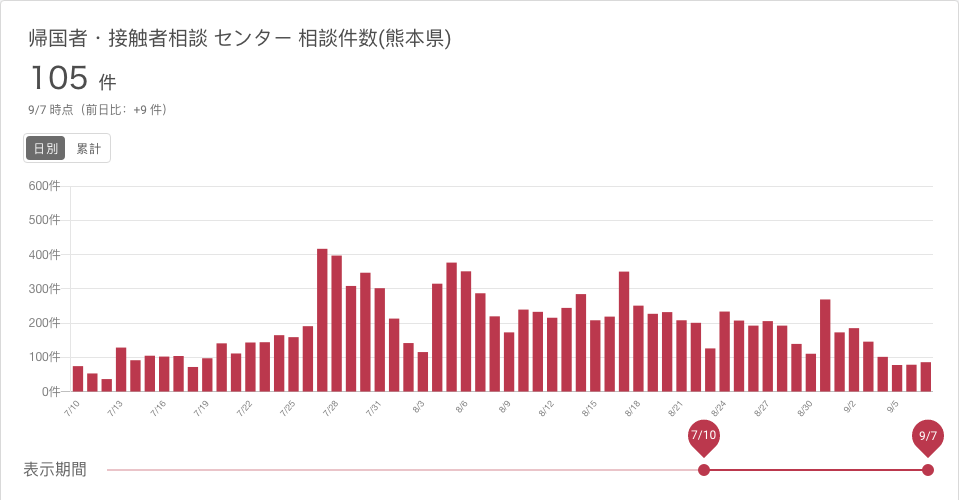 帰国者・接触者相談 センター 相談件数(熊本県)
105 件
9/7 時点（前日比: +9 件）
日別 累計
600件
500件
400件
300件
200件
100件
0件
7/10 7/13 7/16 7/19 7/22 7/25 7/28 7/31 8/3 8/6 8/9 8/12 8/15 8/18 8/21 8/24 8/27 8/30 9/2 9/5
7/10 9/7
表示期間